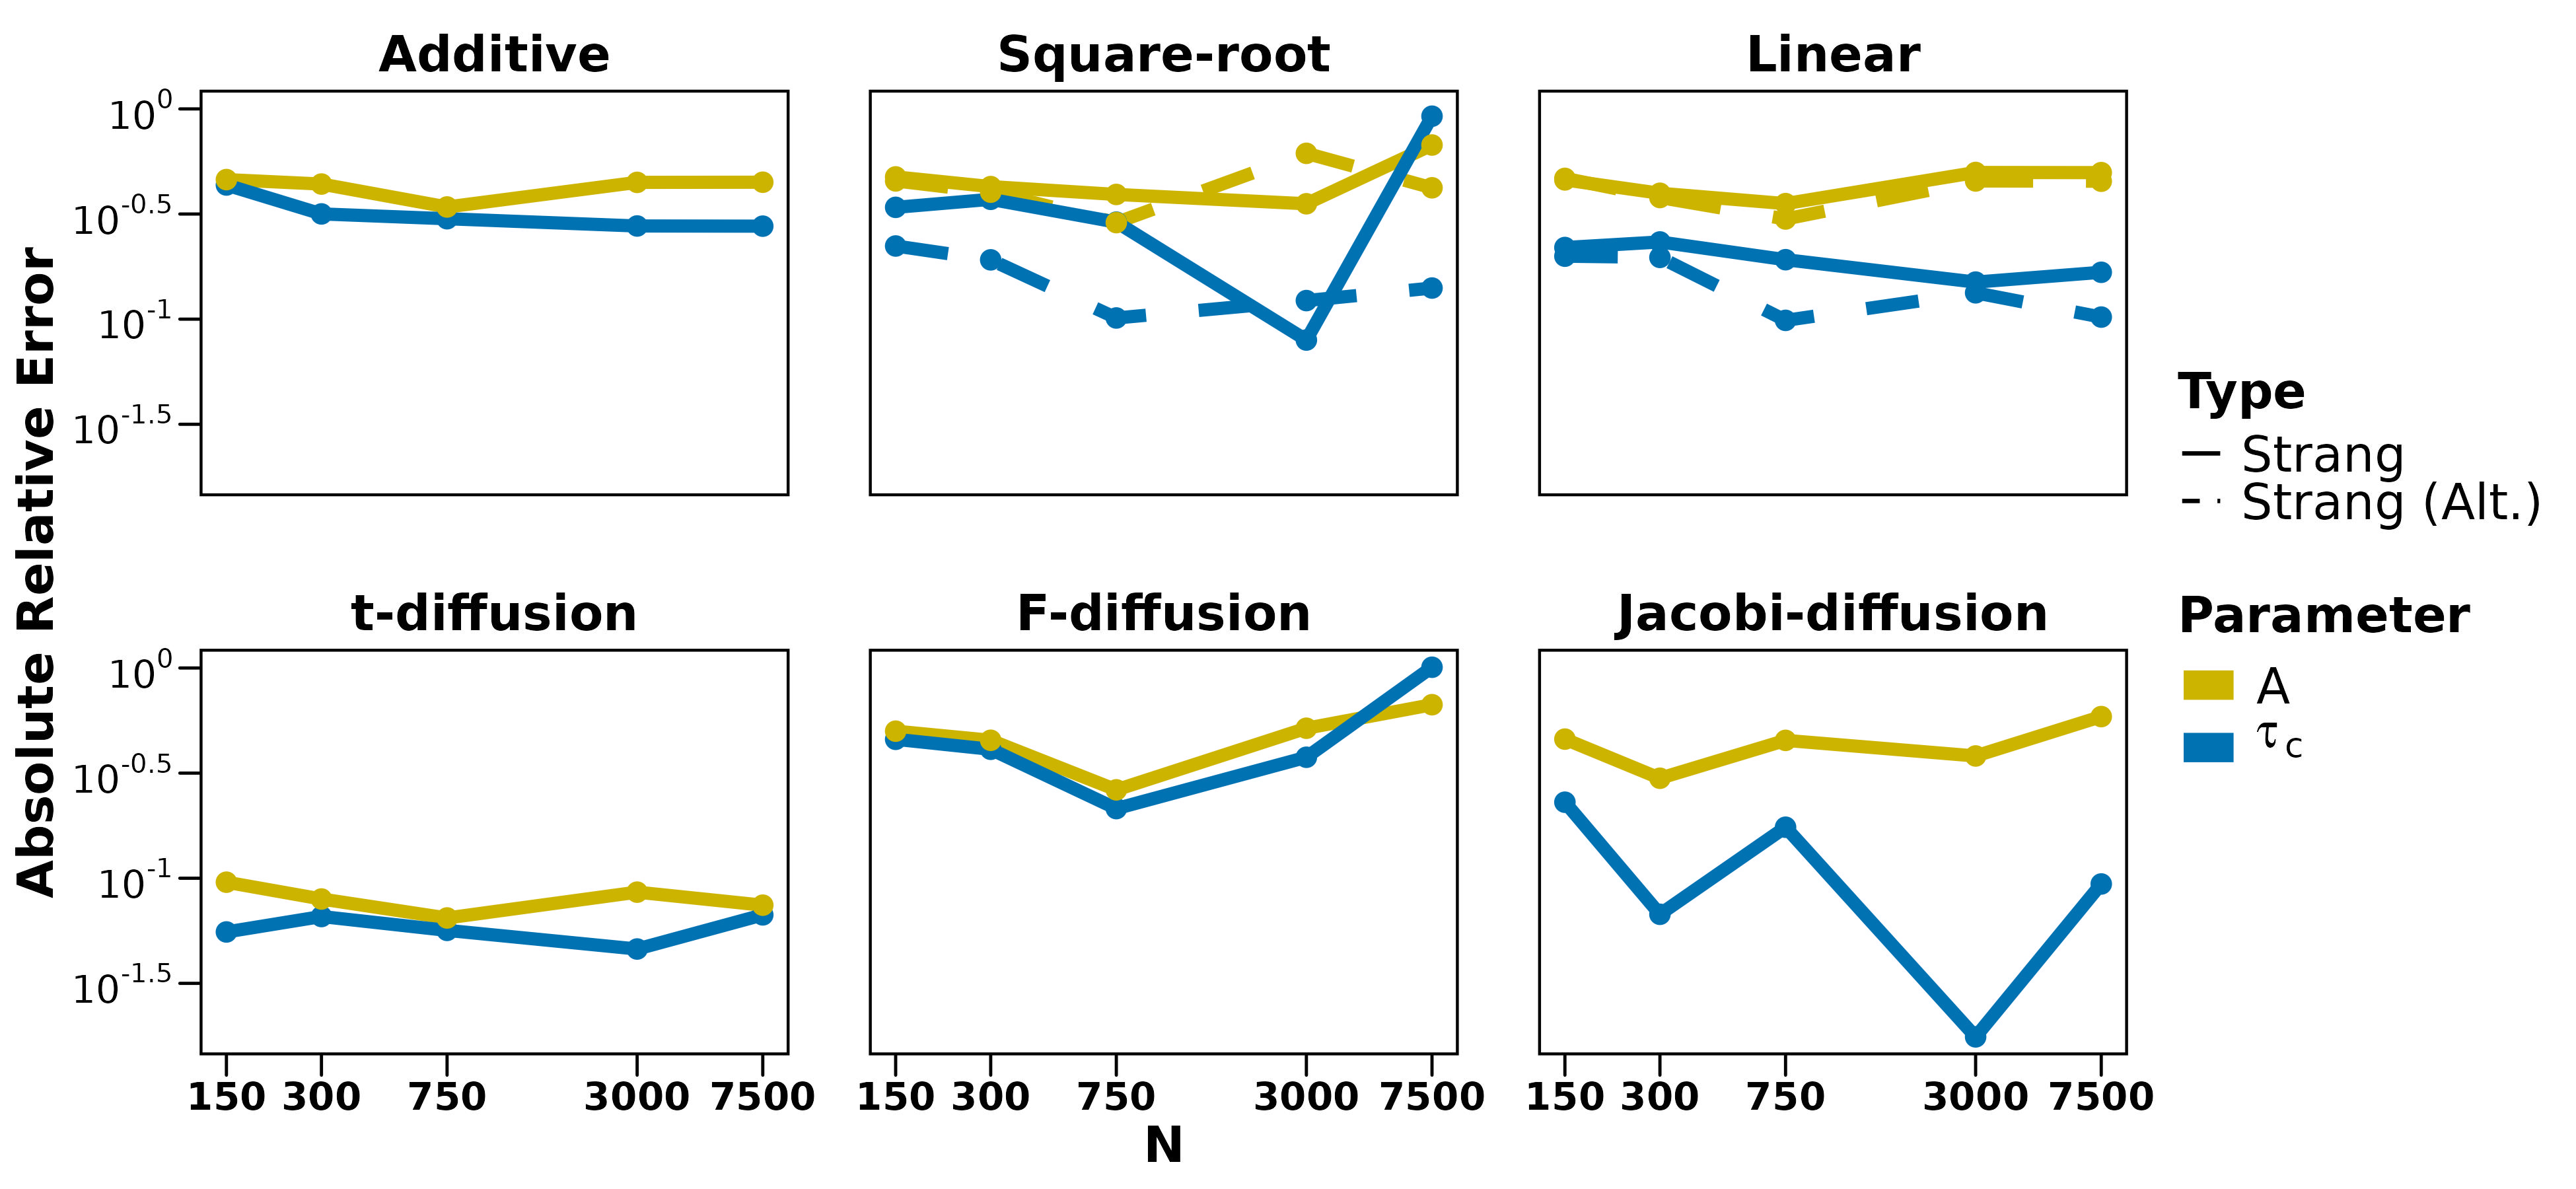 Additive Square-root Linear
10^0
10^-0.5
10^-1
10^-1.5
Absolute Relative Error
Type
Strang
Strang (Alt.)
t-diffusion F-diffusion Jacobi-diffusion
Parameter
A
τc
10^0
10^-0.5
10^-1
10^-1.5
150 300 750 3000 7500 150 300 750 3000 7500 150 300 750 3000 7500
N